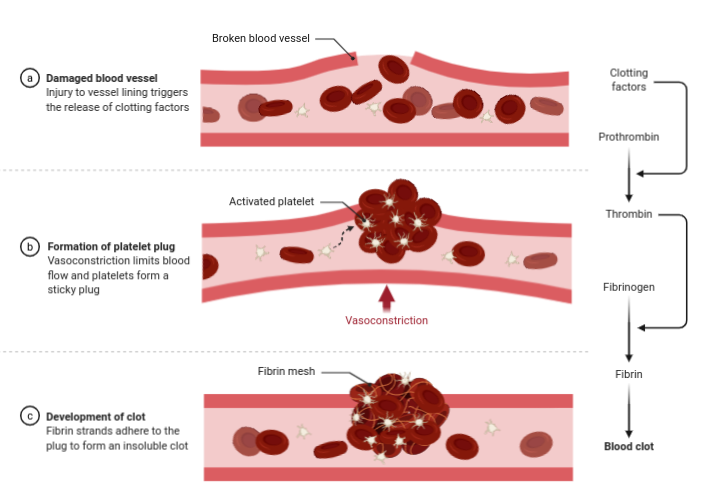 Broken blood vessel
a Damaged blood vessel
Injury to vessel lining triggers
the release of clotting factors
Clotting
factors
Prothrombin
Activated platelet
Thrombin
b Formation of platelet plug
Vasoconstriction limits blood
flow and platelets form a
sticky plug
Fibrinogen
Vasoconstriction
Fibrin mesh
Fibrin
c Development of clot
Fibrin strands adhere to the
plug to form an insoluble clot
Blood clot